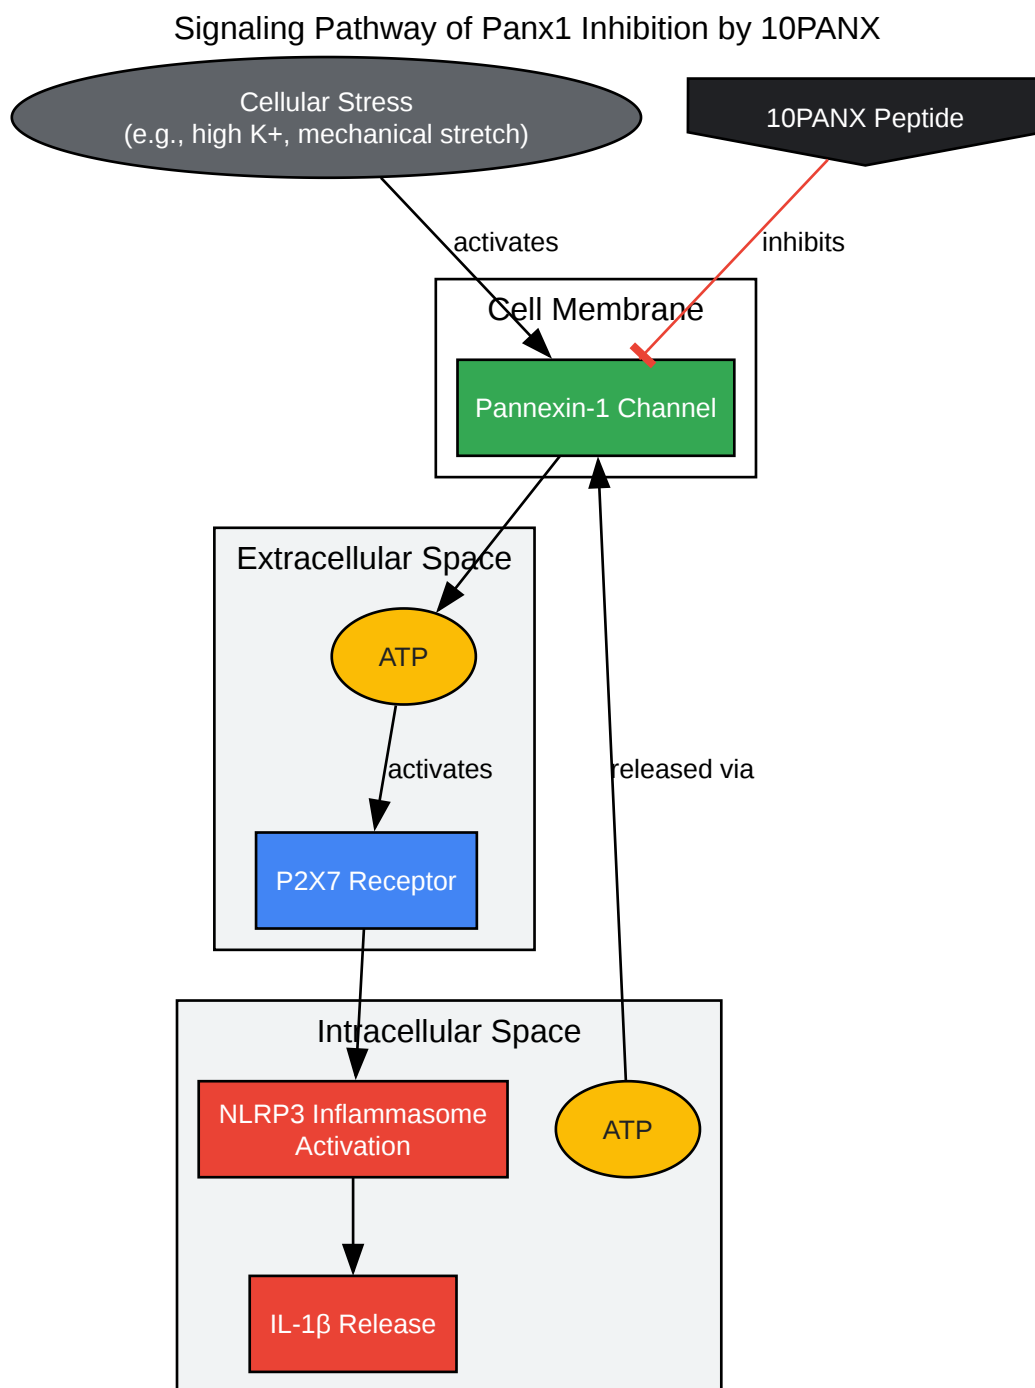 Signaling Pathway of Panx1 Inhibition by 10PANX
Cellular Stress
(e.g., high K+, mechanical stretch)
10PANX Peptide
activates
inhibits
Cell Membrane
Pannexin-1 Channel
Extracellular Space
ATP
activates
released via
P2X7 Receptor
Intracellular Space
NLRP3 Inflammasome
Activation
ATP
IL-1β Release